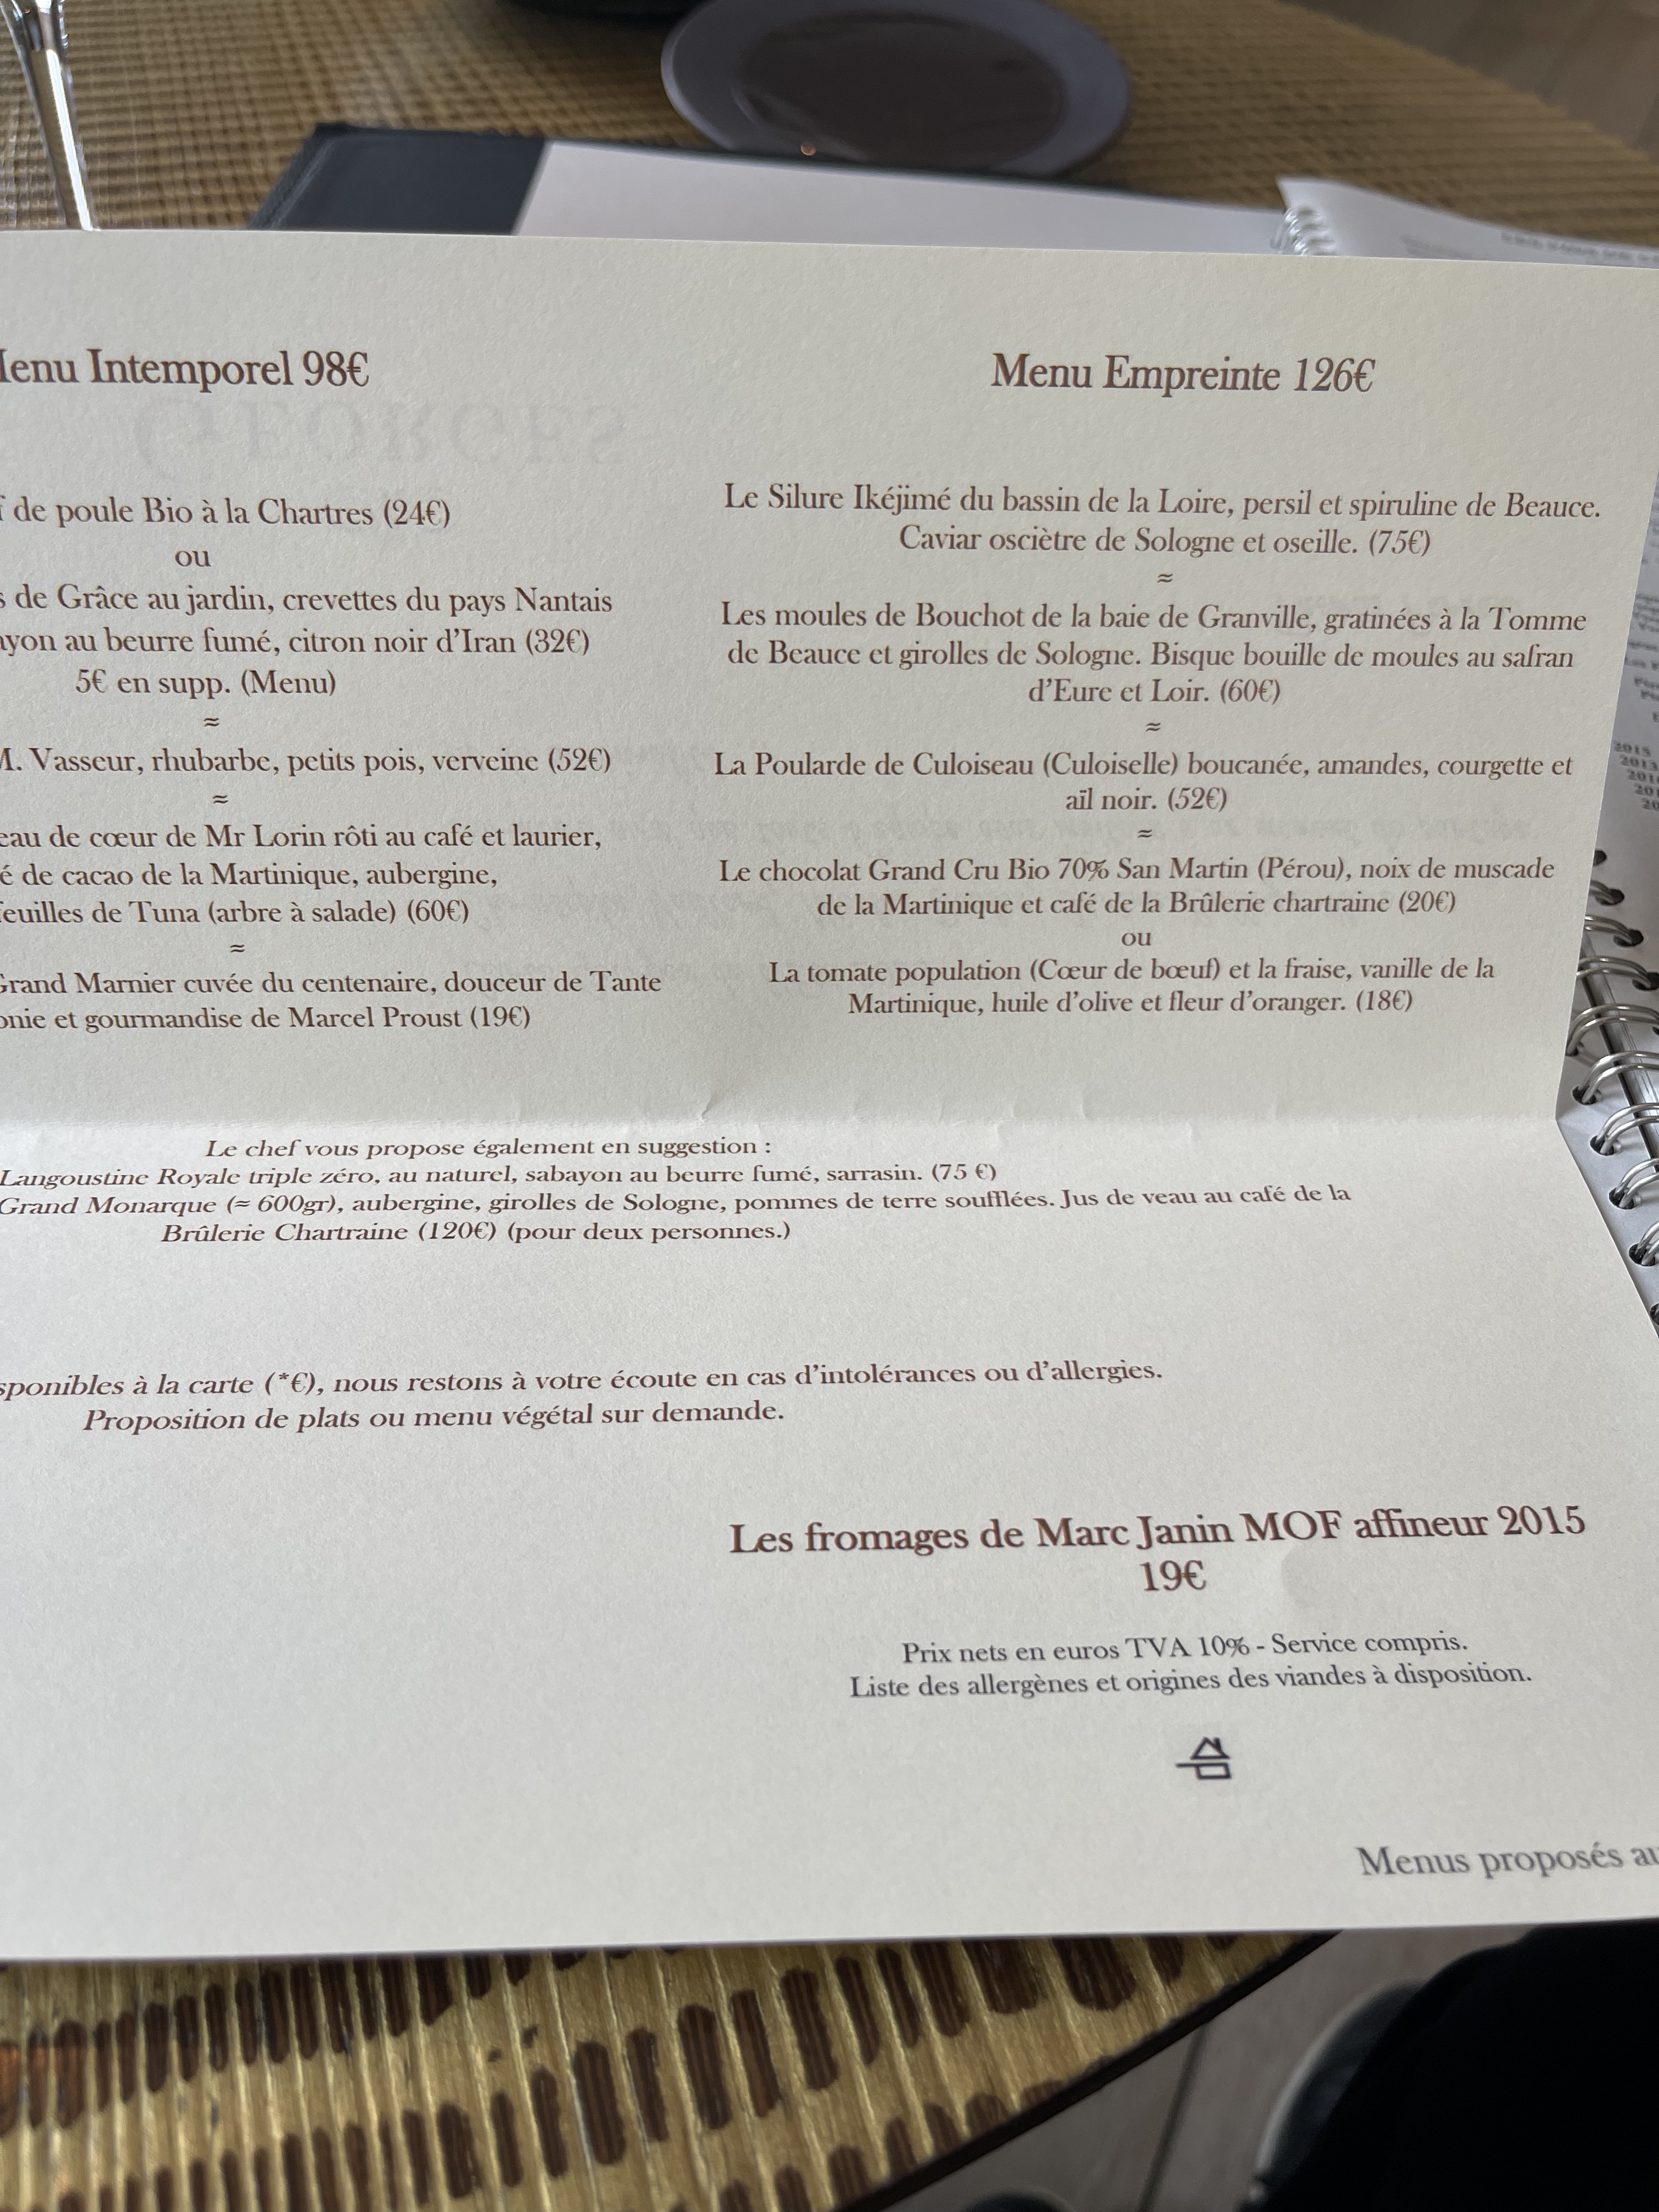 Menu Intemporel 98€
GEORGES
de poule Bio à la Chartres (24€)
ou
de Grâce au jardin, crevettes du pays Nantais
au beurre fumé, citron noir d'Iran (32€)
5€ en supp. (Menu)
≈
M. Vasseur, rhubarbe, petits pois, verveine (52€)
≈
de cœur de Mr Lorin rôti au café et laurier,
de cacao de la Martinique, aubergine,
feuilles de Tuna (arbre à salade) (60€)
≈
Grand Marnier cuvée du centenaire, douceur de Tante
et gourmandise de Marcel Proust (19€)
Menu Empreinte 126€
Le Silure Ikéjimé du bassin de la Loire, persil et spiruline de Beauce.
Caviar osciètre de Sologne et oseille. (75€)
≈
Les moules de Bouchot de la baie de Granville, gratinées à la Tomme
de Beauce et girolles de Sologne. Bisque bouille de moules au safran
d'Eure et Loir. (60€)
≈
La Poularde de Culoiseau (Culoiselle) boucanée, amandes, courgette et
aïl noir. (52€)
≈
Le chocolat Grand Cru Bio 70% San Martin (Pérou), noix de muscade
de la Martinique et café de la Brûlerie chartraine (20€)
ou
La tomate population (Cœur de bœuf) et la fraise, vanille de la
Martinique, huile d'olive et fleur d'oranger. (18€)
Le chef vous propose également en suggestion :
Langoustine Royale triple zéro, au naturel, sabayon au beurre fumé, sarrasin. (75 €)
Grand Monarque (≈ 600gr), aubergine, girolles de Sologne, pommes de terre soufflées. Jus de veau au café de la
Brûlerie Chartraine (120€) (pour deux personnes.)
à la carte (*€), nous restons à votre écoute en cas d'intolérances ou d'allergies.
Proposition de plats ou menu végétal sur demande.
Les fromages de Marc Janin MOF affineur 2015
19€
Prix nets en euros TVA 10% - Service compris.
Liste des allergènes et origines des viandes à disposition.
Menus proposés